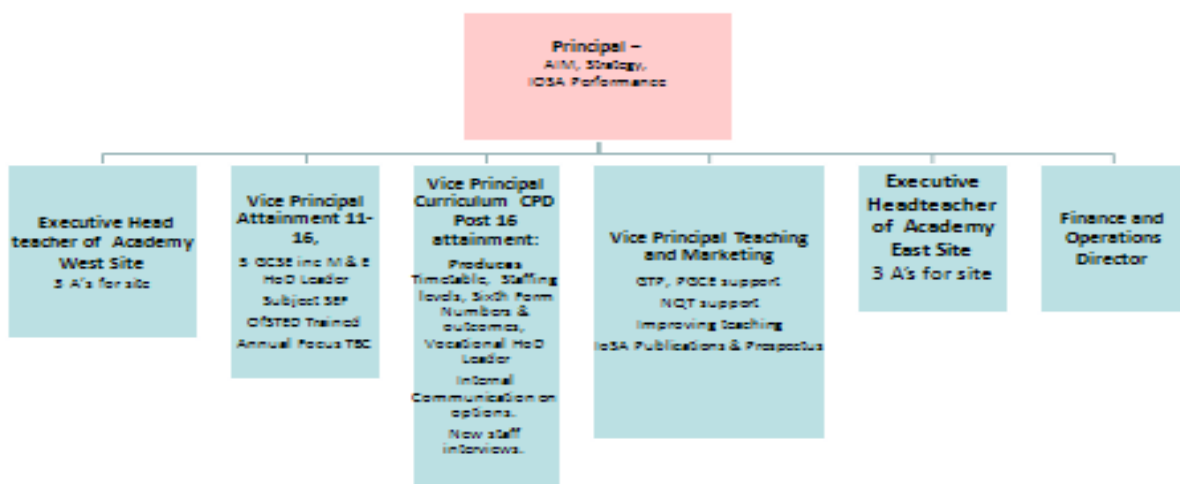 Principal –
AIM, Strategy,
IOSA Performance
Executive Head
teacher of Academy
West Site
3 A's for site
Vice Principal
Attainment 11-
16,
5 GCSE inc M & E
HoD Leader
Subject SEF
OfSTED Trained
Annual Focus TBC
Vice Principal
Curriculum CPD
Post 16
attainment:
Produces
Timetable, Staffing
levels, Sixth Form
Numbers &
outcomes,
Vocational HoD
Leader
Internal
Communication on
options.
New staff
interviews.
Vice Principal Teaching
and Marketing
GTP, PGCE support
NQT support
Improving teaching
IoSA Publications & Prospectus
Executive
Headteacher
of Academy
East Site
3 A's for site
Finance and
Operations
Director